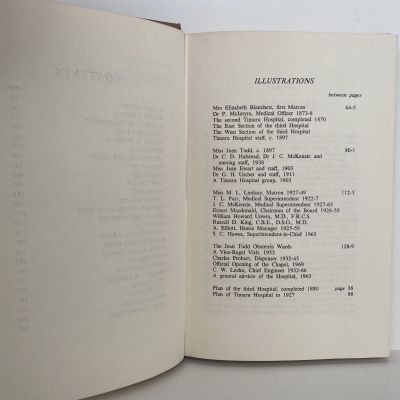 ILLUSTRATIONS
between pages
Mrs Elizabeth Blanchett, first Matron 64-5
Dr P. McIntyre, Medical Officer 1873-8
The second Timaru Hospital, completed 1870
The East Section of the third Hospital
The West Section of the third Hospital
Timaru Hospital staff, c. 1897
Miss Jean Todd, c. 1897 80-1
Dr C. D. Halstead, Dr J. C. McKenzie and
nursing staff, 1938
Miss Jean Ewart and staff, 1903
Dr G. H. Ussher and staff, 1911
A Timaru Hospital group, 1903
Miss M. L. Lindsay, Matron 1927-49 112-3
T. L. Parr, Medical Superintendent 1922-7
J. C. McKenzie, Medical Superintendent 1927-63
Ernest Macdonald, Chairman of the Board 1926-50
William Howard Unwin, M.D., F.R.C.S
Russell D. King, C.B.E., D.S.O., M.D.
A. Elliott, House Manager 1925-59
S. C. Hawes, Superintendent-in-Chief 1963
The Jean Todd Obstetric Wards 128-9
A Vice-Regal Visit, 1953
Charles Probert, Dispenser 1932-45
Official Opening of the Chapel, 1969
C. W. Locke, Chief Engineer 1932-66
A general airview of the Hospital, 1963
Plan of the third Hospital, completed 1880 page 38
Plan of Timaru Hospital to 1927 88